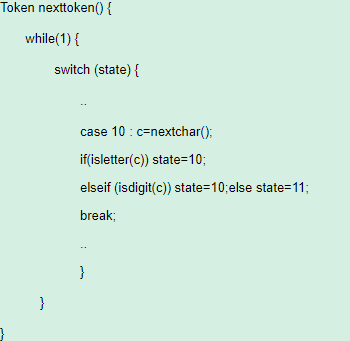 Token nexttoken() {
while(1) {
switch (state) {
..
case 10 : c=nextchar();
if(isletter(c)) state=10;
elseif (isdigit(c)) state=10;else state=11;
break;
..
}
}
}